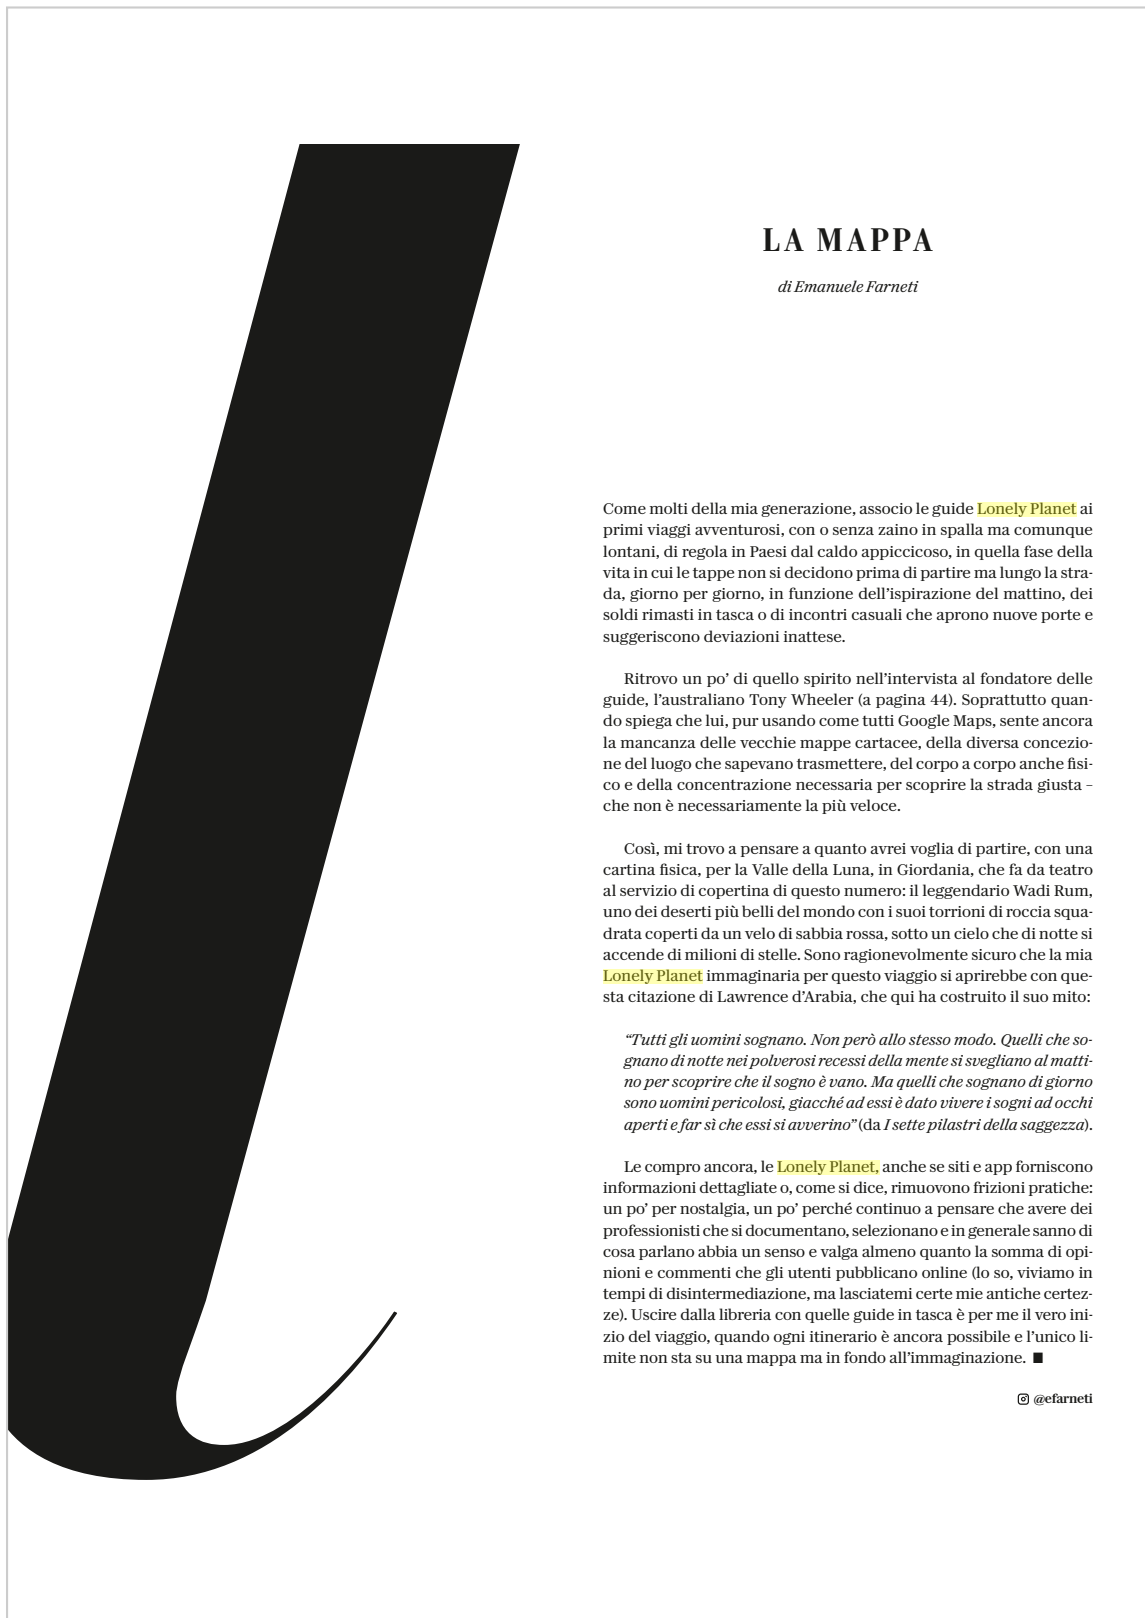 l
LA MAPPA
di Emanuele Farneti
Come molti della mia generazione, associo le guide Lonely Planet ai
primi viaggi avventurosi, con o senza zaino in spalla ma comunque
lontani, di regola in Paesi dal caldo appiccicoso, in quella fase della
vita in cui le tappe non si decidono prima di partire ma lungo la stra-
da, giorno per giorno, in funzione dell’ispirazione del mattino, dei
soldi rimasti in tasca o di incontri casuali che aprono nuove porte e
suggeriscono deviazioni inattese.
Ritrovo un po’ di quello spirito nell’intervista al fondatore delle
guide, l’australiano Tony Wheeler (a pagina 44). Soprattutto quan-
do spiega che lui, pur usando come tutti Google Maps, sente ancora
la mancanza delle vecchie mappe cartacee, della diversa concezio-
ne del luogo che sapevano trasmettere, del corpo a corpo anche fisi-
co e della concentrazione necessaria per scoprire la strada giusta –
che non è necessariamente la più veloce.
Così, mi trovo a pensare a quanto avrei voglia di partire, con una
cartina fisica, per la Valle della Luna, in Giordania, che fa da teatro
al servizio di copertina di questo numero: il leggendario Wadi Rum,
uno dei deserti più belli del mondo con i suoi torrioni di roccia squa-
drata coperti da un velo di sabbia rossa, sotto un cielo che di notte si
accende di milioni di stelle. Sono ragionevolmente sicuro che la mia
Lonely Planet immaginaria per questo viaggio si aprirebbe con que-
sta citazione di Lawrence d’Arabia, che qui ha costruito il suo mito:
“Tutti gli uomini sognano. Non però allo stesso modo. Quelli che so-
gnano di notte nei polverosi recessi della mente si svegliano al matti-
no per scoprire che il sogno è vano. Ma quelli che sognano di giorno
sono uomini pericolosi, giacché ad essi è dato vivere i sogni ad occhi
aperti e far sì che essi si avverino” (da I sette pilastri della saggezza).
Le compro ancora, le Lonely Planet, anche se siti e app forniscono
informazioni dettagliate o, come si dice, rimuovono frizioni pratiche:
un po’ per nostalgia, un po’ perché continuo a pensare che avere dei
professionisti che si documentano, selezionano e in generale sanno di
cosa parlano abbia un senso e valga almeno quanto la somma di opi-
nioni e commenti che gli utenti pubblicano online (lo so, viviamo in
tempi di disintermediazione, ma lasciatemi certe mie antiche certez-
ze). Uscire dalla libreria con quelle guide in tasca è per me il vero ini-
zio del viaggio, quando ogni itinerario è ancora possibile e l’unico li-
mite non sta su una mappa ma in fondo all’immaginazione. ■
@efarneti